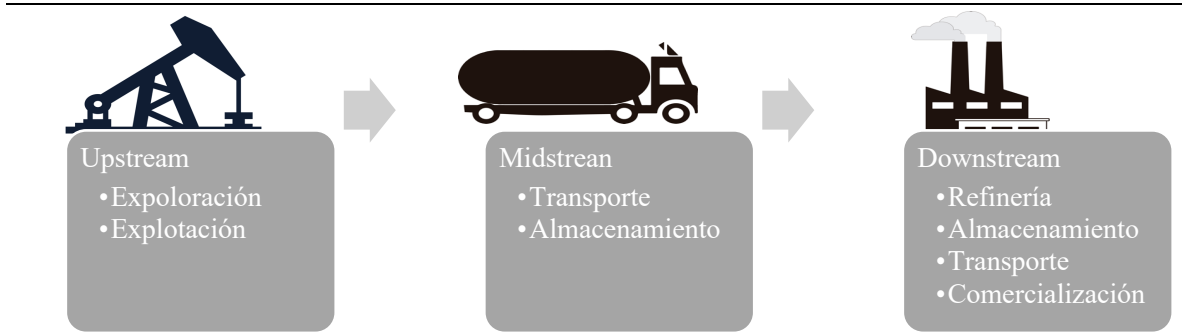 Upstream
•Expoloración
•Explotación
Midstrean
•Transporte
•Almacenamiento
Downstream
•Refinería
•Almacenamiento
•Transporte
•Comercialización